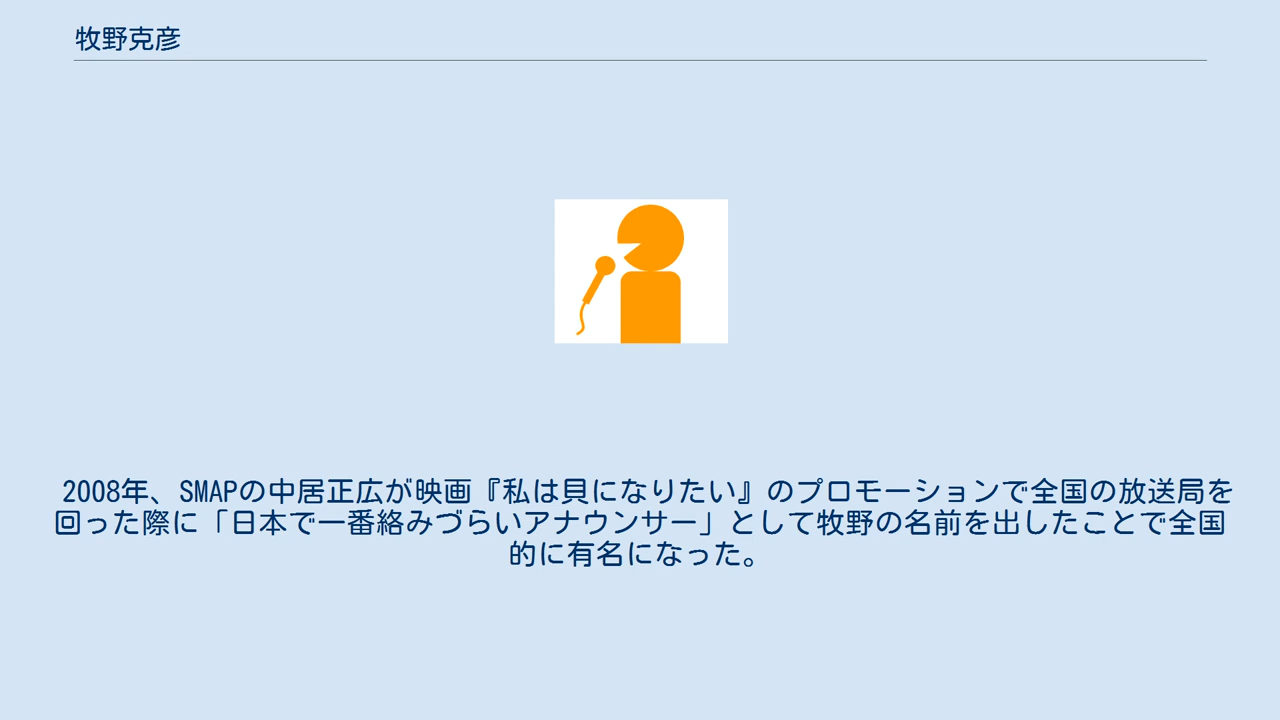 牧野克彦
2008年、SMAPの中居正広が映画『私は貝になりたい』のプロモーションで全国の放送局を
回った際に「日本で一番絡みづらいアナウンサー」として牧野の名前を出したことで全国
的に有名になった。